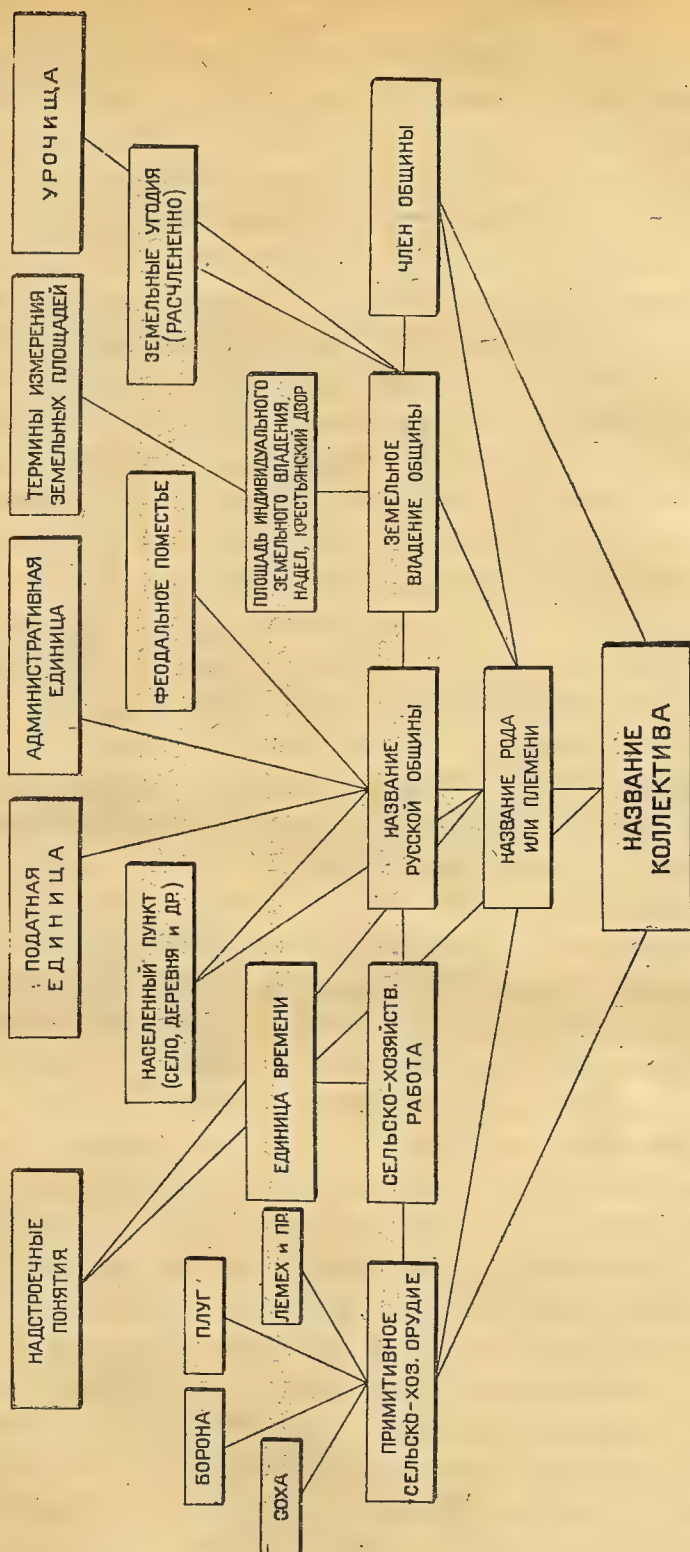 НАДСТРОЕЧНЫЕ
ПОНЯТИЯ
ПОДАТНАЯ
ЕДИНИЦА
АДМИНИСТРАТИВНАЯ
ЕДИНИЦА
ТЕРМИНЫ ИЗМЕРЕНИЯ
ЗЕМЕЛЬНЫХ ПЛОЩАДЕЙ
УРОЧИЩА
НАСЕЛЕННЫЙ ПУНКТ
(СЕЛО, ДЕРЕВНЯ и ДР.)
ФЕОДАЛЬНОЕ ПОМЕСТЬЕ
ЗЕМЕЛЬНЫЕ УГОДИЯ
(РАСЧЛЕНЕННО)
БОРОНА
ПЛУГ
СОХА
ЛЕМЕХ и ПР.
ЕДИНИЦА ВРЕМЕНИ
ПЛОЩАДЬ ИНДИВИДУАЛЬНОГО
ЗЕМЕЛЬНОГО ВЛАДЕНИЯ,
НАДЕЛ, КРЕСТЬЯНСКИЙ ДВОР
ПРИМИТИВНОЕ
СЕЛЬСКО-ХОЗ. ОРУДИЕ
СЕЛЬСКО-ХОЗЯЙСТВ.
РАБОТА
НАЗВАНИЕ
РУССКОЙ ОБЩИНЫ
ЗЕМЕЛЬНОЕ
ВЛАДЕНИЕ ОБЩИНЫ
ЧЛЕН ОБЩИНЫ
НАЗВАНИЕ РОДА
ИЛИ ПЛЕМЕНИ
НАЗВАНИЕ
КОЛЛЕКТИВА